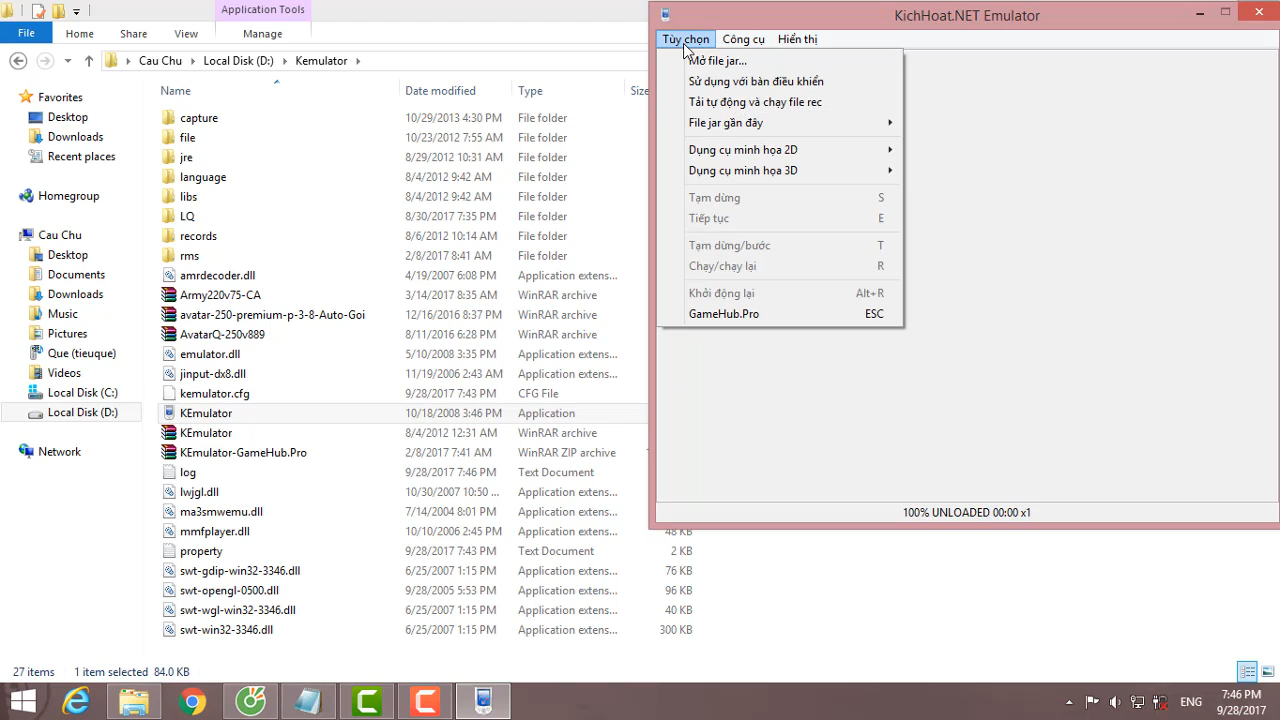 Application Tools
File
Home
Share
View
Manage
Cau Chu
Local Disk (D:)
Kemulator
Name
Date modified
Type
Size
Favorites
Desktop
Downloads
Recent places
Homegroup
Cau Chu
Desktop
Documents
Downloads
Music
Pictures
Que (tieuque)
Videos
Local Disk (C:)
Local Disk (D:)
Network
capture 10/29/2013 4:30 PM File folder
file 10/23/2012 7:55 AM File folder
jre 8/29/2012 10:31 AM File folder
language 8/4/2012 9:42 AM File folder
libs 8/4/2012 9:42 AM File folder
LQ 8/30/2017 7:35 PM File folder
records 8/6/2012 10:14 AM File folder
rms 2/8/2017 8:41 PM File folder
amrdecoder.dll 4/19/2007 6:08 PM Application extens...
Army220v75-CA 3/14/2017 8:35 AM WinRAR archive
avatar-250-premium-p-3-8-Auto-Goi 12/16/2016 8:37 PM WinRAR archive
AvatarQ-250v889 8/11/2016 6:28 PM WinRAR archive
emulator.dll 5/10/2008 3:35 PM Application extens...
jinput-dx8.dll 11/19/2006 2:43 AM Application extens...
kemulator.cfg 9/28/2017 7:43 PM CFG File
KEmulator 10/18/2008 3:46 PM Application
KEmulator 8/4/2012 12:31 AM WinRAR archive
KEmulator-GameHub.Pro 2/8/2017 7:41 AM WinRAR ZIP archive
log 9/28/2017 7:46 PM Text Document
lwjgl.dll 10/30/2007 10:50 ... Application extens...
ma3smwemu.dll 7/14/2004 8:01 PM Application extens...
mmfplayer.dll 10/10/2006 2:45 PM Application extens... 48 KB
property 9/28/2017 7:43 PM Text Document 2 KB
swt-gdip-win32-3346.dll 6/25/2007 1:15 PM Application extens... 76 KB
swt-opengl-0500.dll 9/28/2005 5:53 PM Application extens... 96 KB
swt-wgl-win32-3346.dll 6/25/2007 1:15 PM Application extens... 40 KB
swt-win32-3346.dll 6/25/2007 1:15 PM Application extens... 300 KB
27 items 1 item selected 84.0 KB
KichHoat.NET Emulator
Tùy chọn Công cụ Hiển thị
Mở file jar...
Sử dụng với bàn điều khiển
Tải tự động và chạy file rec
File jar gần đây
Dụng cụ minh họa 2D
Dụng cụ minh họa 3D
Tạm dừng S
Tiếp tục E
Tạm dừng/bước T
Chạy/chạy lại R
Khởi động lại Alt+R
GameHub.Pro ESC
100% UNLOADED 00:00 x1
ENG
7:46 PM
9/28/2017